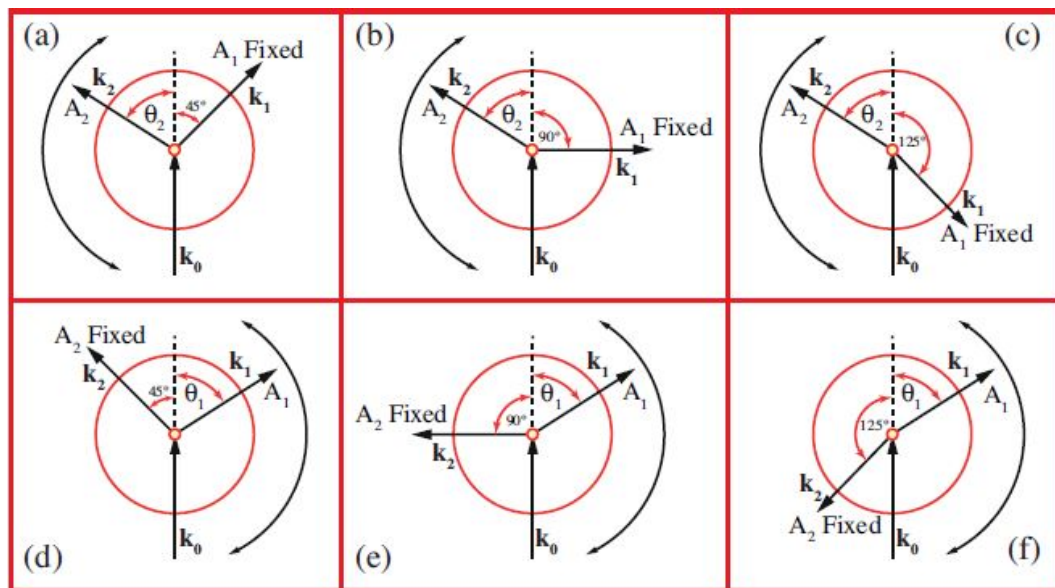 (a)
A₁ Fixed
k₂
A₂
θ₂
45°
k₁
k₀
(b)
k₂
A₂
θ₂
90°
A₁ Fixed
k₁
k₀
(c)
k₂
A₂
θ₂
125°
k₁
A₁ Fixed
k₀
A₂ Fixed
k₂
45°
θ₁
k₁
A₁
k₀
(d)
k₁
θ₁
A₁
A₂ Fixed
90°
k₂
k₀
(e)
k₁
θ₁
A₁
125°
k₂
A₂ Fixed
k₀
(f)